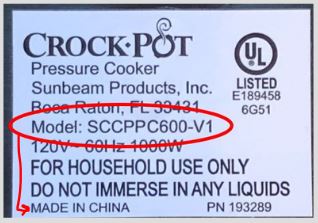 CROCK•POT
Pressure Cooker
Sunbeam Products, Inc.
Boca Raton, FL 33431
Model: SCCPPC600-V1
120V~ 60Hz 1000W
FOR HOUSEHOLD USE ONLY
DO NOT IMMERSE IN ANY LIQUIDS
MADE IN CHINA
PN 193289
UL
LISTED
E189458
6G51